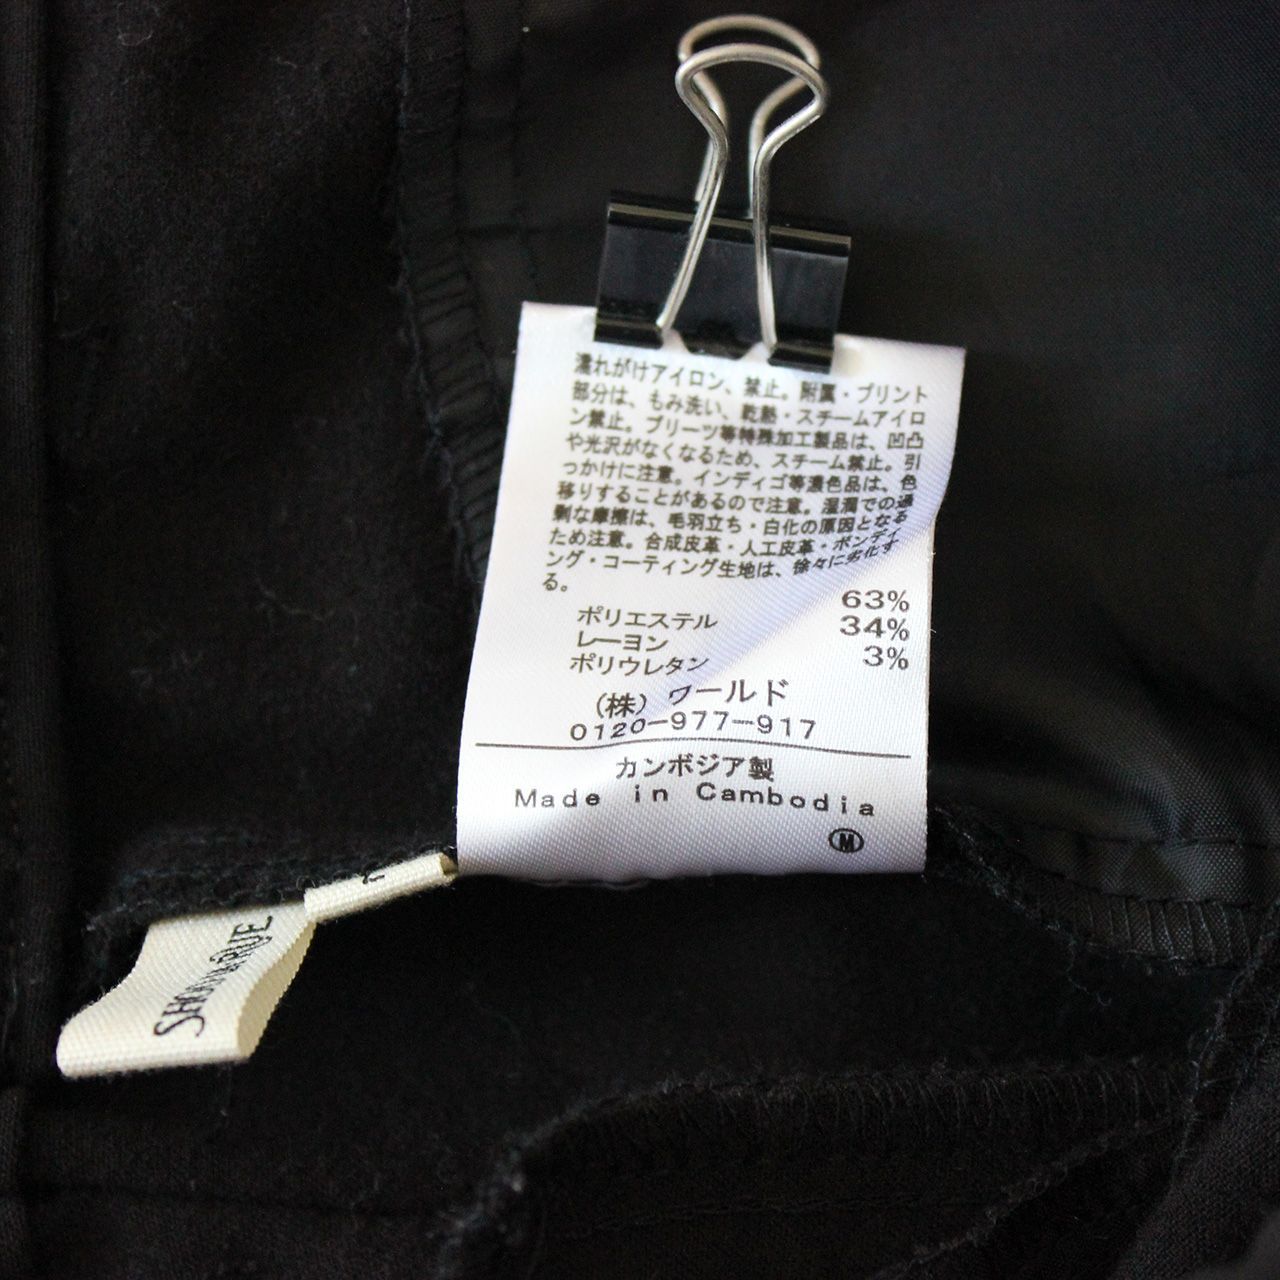 濡れがけアイロン、禁止。附属・プリント
部分は、もみ洗い、乾熱・スチームアイロ
ン禁止。プリーツ等特殊加工製品は、凹凸
や光沢がなくなるため、スチーム禁止。引
っかけに注意。インディゴ等濃色品は、色
移りすることがあるので注意。湿潤での過
剰な摩擦は、毛羽立ち・白化の原因となる
ため注意。合成皮革・人工皮革・ボンディ
ング・コーティング生地は、徐々に劣化す
る。
ポリエステル 63%
レーヨン 34%
ポリウレタン 3%
(株) ワールド
0120-977-917
カンボジア製
Made in Cambodia
M